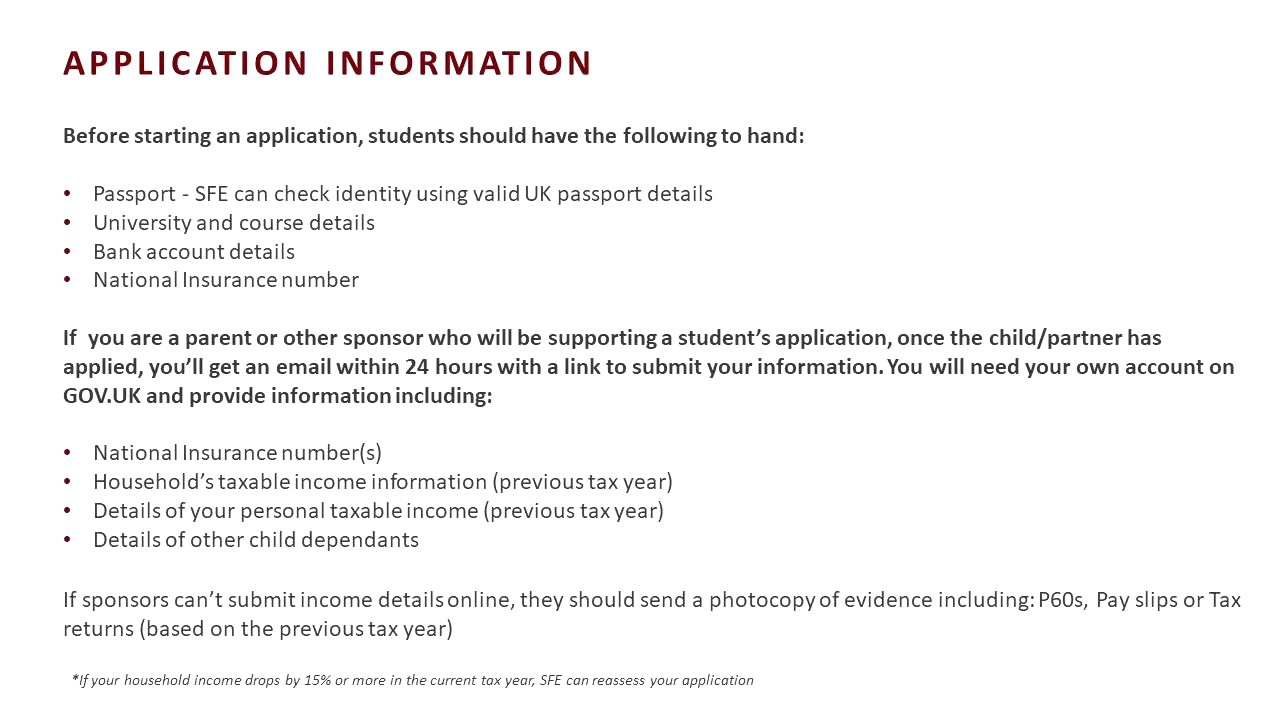 APPLICATION INFORMATION
Before starting an application, students should have the following to hand:
• Passport - SFE can check identity using valid UK passport details
• University and course details
• Bank account details
• National Insurance number
If you are a parent or other sponsor who will be supporting a student’s application, once the child/partner has
applied, you’ll get an email within 24 hours with a link to submit your information. You will need your own account on
GOV.UK and provide information including:
• National Insurance number(s)
• Household’s taxable income information (previous tax year)
• Details of your personal taxable income (previous tax year)
• Details of other child dependants
If sponsors can’t submit income details online, they should send a photocopy of evidence including: P60s, Pay slips or Tax
returns (based on the previous tax year)
*If your household income drops by 15% or more in the current tax year, SFE can reassess your application